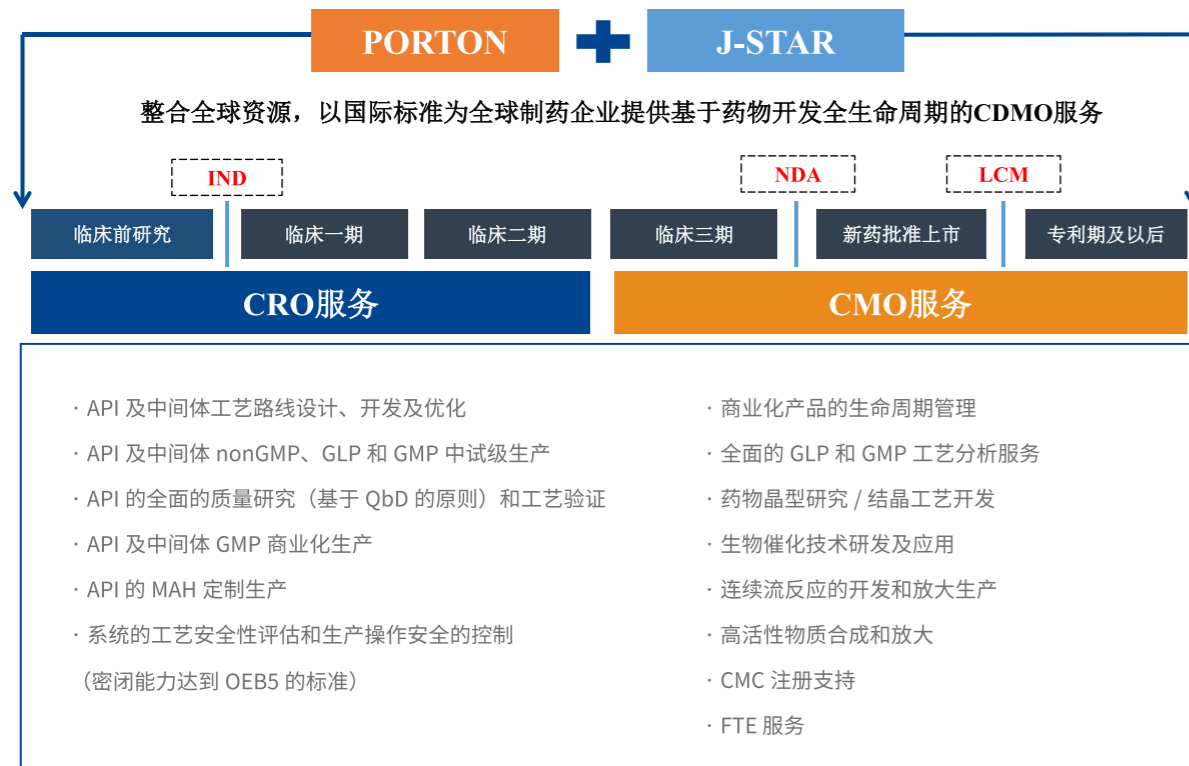 PORTON
J-STAR
整合全球资源，以国际标准为全球制药企业提供基于药物开发全生命周期的CDMO服务
IND
NDA
LCM
临床前研究
临床一期
临床二期
临床三期
新药批准上市
专利期及以后
CRO服务
CMO服务
· API 及中间体工艺路线设计、开发及优化
· API 及中间体 nonGMP、GLP 和 GMP 中试级生产
· API 的全面的质量研究（基于 QbD 的原则）和工艺验证
· API 及中间体 GMP 商业化生产
· API 的 MAH 定制生产
· 系统的工艺安全性评估和生产操作安全的控制
（密闭能力达到 OEB5 的标准）
· 商业化产品的生命周期管理
· 全面的 GLP 和 GMP 工艺分析服务
· 药物晶型研究 / 结晶工艺开发
· 生物催化技术研发及应用
· 连续流反应的开发和放大生产
· 高活性物质合成和放大
· CMC 注册支持
· FTE 服务